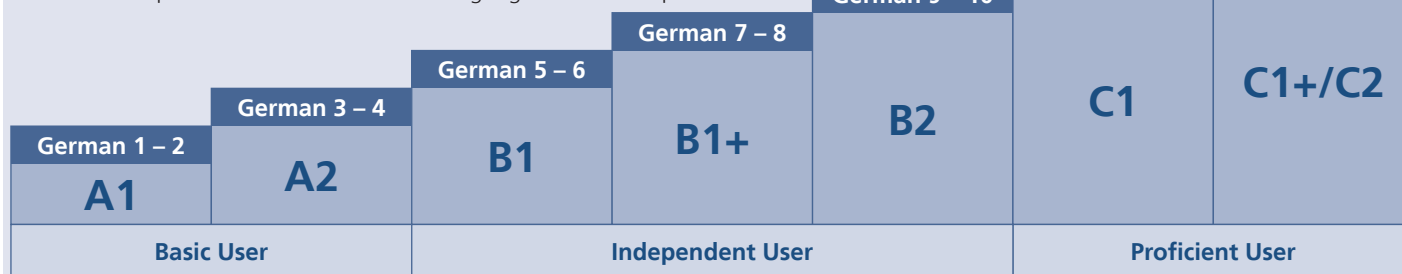 German 7 – 8
German 5 – 6
German 3 – 4
German 1 – 2
A1
A2
B1
B1+
B2
C1
C1+/C2
Basic User
Independent User
Proficient User